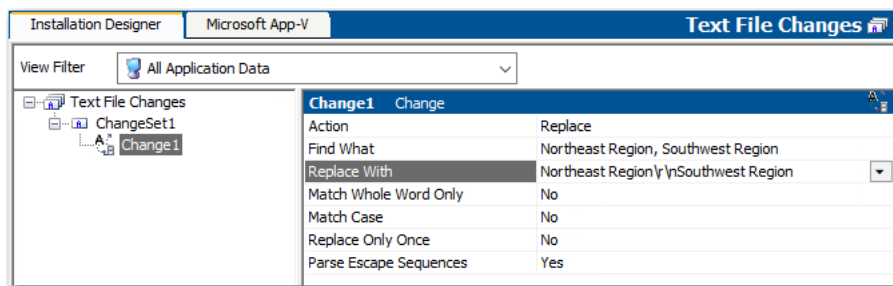 Installation Designer Microsoft App-V Text File Changes
View Filter All Application Data
Text File Changes
ChangeSet1
Change1
Change1 Change
Action Replace
Find What Northeast Region, Southwest Region
Replace With Northeast Region\r\nSouthwest Region
Match Whole Word Only No
Match Case No
Replace Only Once No
Parse Escape Sequences Yes